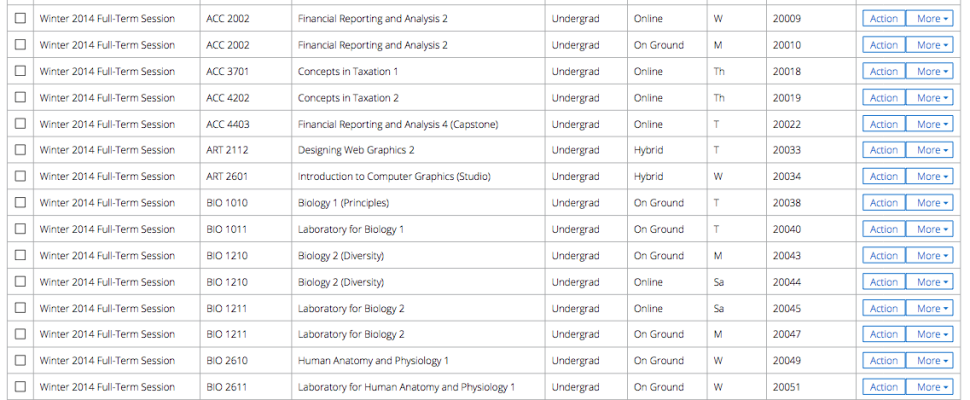 Winter 2014 Full-Term Session ACC 2002 Financial Reporting and Analysis 2 Undergrad Online W 20009 Action More
Winter 2014 Full-Term Session ACC 2002 Financial Reporting and Analysis 2 Undergrad On Ground M 20010 Action More
Winter 2014 Full-Term Session ACC 3701 Concepts in Taxation 1 Undergrad Online Th 20018 Action More
Winter 2014 Full-Term Session ACC 4202 Concepts in Taxation 2 Undergrad Online Th 20019 Action More
Winter 2014 Full-Term Session ACC 4403 Financial Reporting and Analysis 4 (Capstone) Undergrad Online T 20022 Action More
Winter 2014 Full-Term Session ART 2112 Designing Web Graphics 2 Undergrad Hybrid T 20033 Action More
Winter 2014 Full-Term Session ART 2601 Introduction to Computer Graphics (Studio) Undergrad Hybrid W 20034 Action More
Winter 2014 Full-Term Session BIO 1010 Biology 1 (Principles) Undergrad On Ground T 20038 Action More
Winter 2014 Full-Term Session BIO 1011 Laboratory for Biology 1 Undergrad On Ground T 20040 Action More
Winter 2014 Full-Term Session BIO 1210 Biology 2 (Diversity) Undergrad On Ground M 20043 Action More
Winter 2014 Full-Term Session BIO 1210 Biology 2 (Diversity) Undergrad Online Sa 20044 Action More
Winter 2014 Full-Term Session BIO 1211 Laboratory for Biology 2 Undergrad Online Sa 20045 Action More
Winter 2014 Full-Term Session BIO 1211 Laboratory for Biology 2 Undergrad On Ground M 20047 Action More
Winter 2014 Full-Term Session BIO 2610 Human Anatomy and Physiology 1 Undergrad On Ground W 20049 Action More
Winter 2014 Full-Term Session BIO 2611 Laboratory for Human Anatomy and Physiology 1 Undergrad On Ground W 20051 Action More